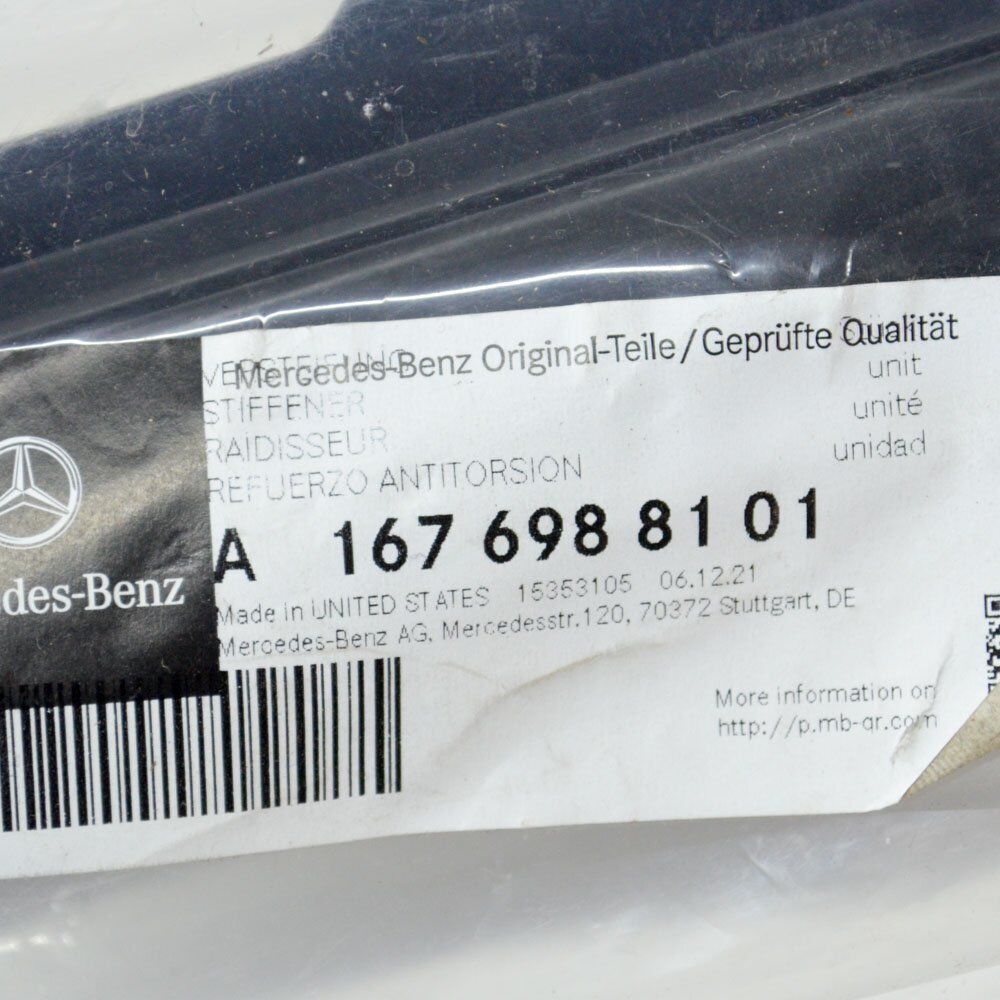 Mercedes-Benz Original-Teile/Geprüfte Qualität
VERSTEIFUNG
STIFFENER unit
RAIDISSEUR unité
REFUERZO ANTITORSION unidad
A 167 698 81 01
des-Benz
Made in UNITED STATES 15353105 06.12.21
Mercedes-Benz AG, Mercedesstr.120, 70372 Stuttgart, DE
More information on
http://p.mb-qr.com